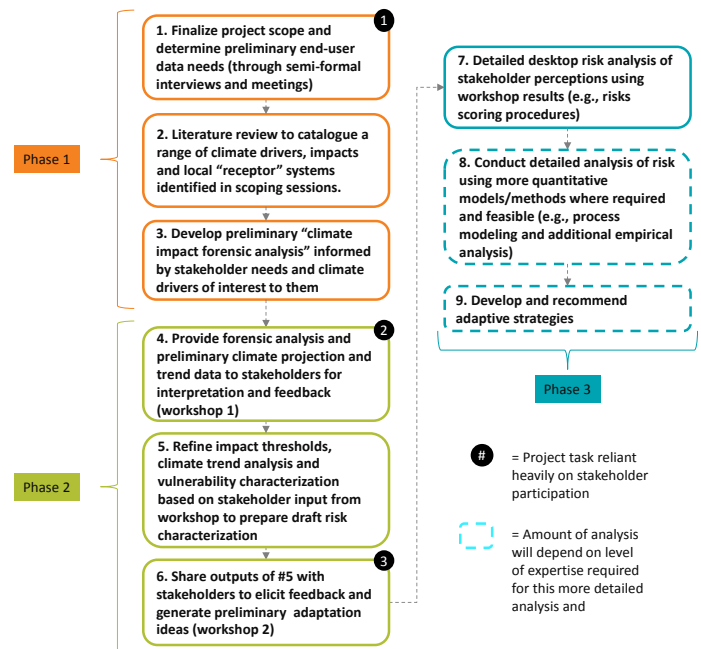 1
1. Finalize project scope and
determine preliminary end-user
data needs (through semi-formal
interviews and meetings)
2. Literature review to catalogue a
range of climate drivers, impacts
and local “receptor” systems
identified in scoping sessions.
Phase 1
3. Develop preliminary “climate
impact forensic analysis” informed
by stakeholder needs and climate
drivers of interest to them
2
4. Provide forensic analysis and
preliminary climate projection and
trend data to stakeholders for
interpretation and feedback
(workshop 1)
5. Refine impact thresholds,
climate trend analysis and
vulnerability characterization
based on stakeholder input from
workshop to prepare draft risk
characterization
Phase 2
3
6. Share outputs of #5 with
stakeholders to elicit feedback and
generate preliminary adaptation
ideas (workshop 2)
7. Detailed desktop risk analysis of
stakeholder perceptions using
workshop results (e.g., risks
scoring procedures)
8. Conduct detailed analysis of risk
using more quantitative
models/methods where required
and feasible (e.g., process
modeling and additional empirical
analysis)
9. Develop and recommend
adaptive strategies
Phase 3
# = Project task reliant
heavily on stakeholder
participation
= Amount of analysis
will depend on level
of expertise required
for this more detailed
analysis and